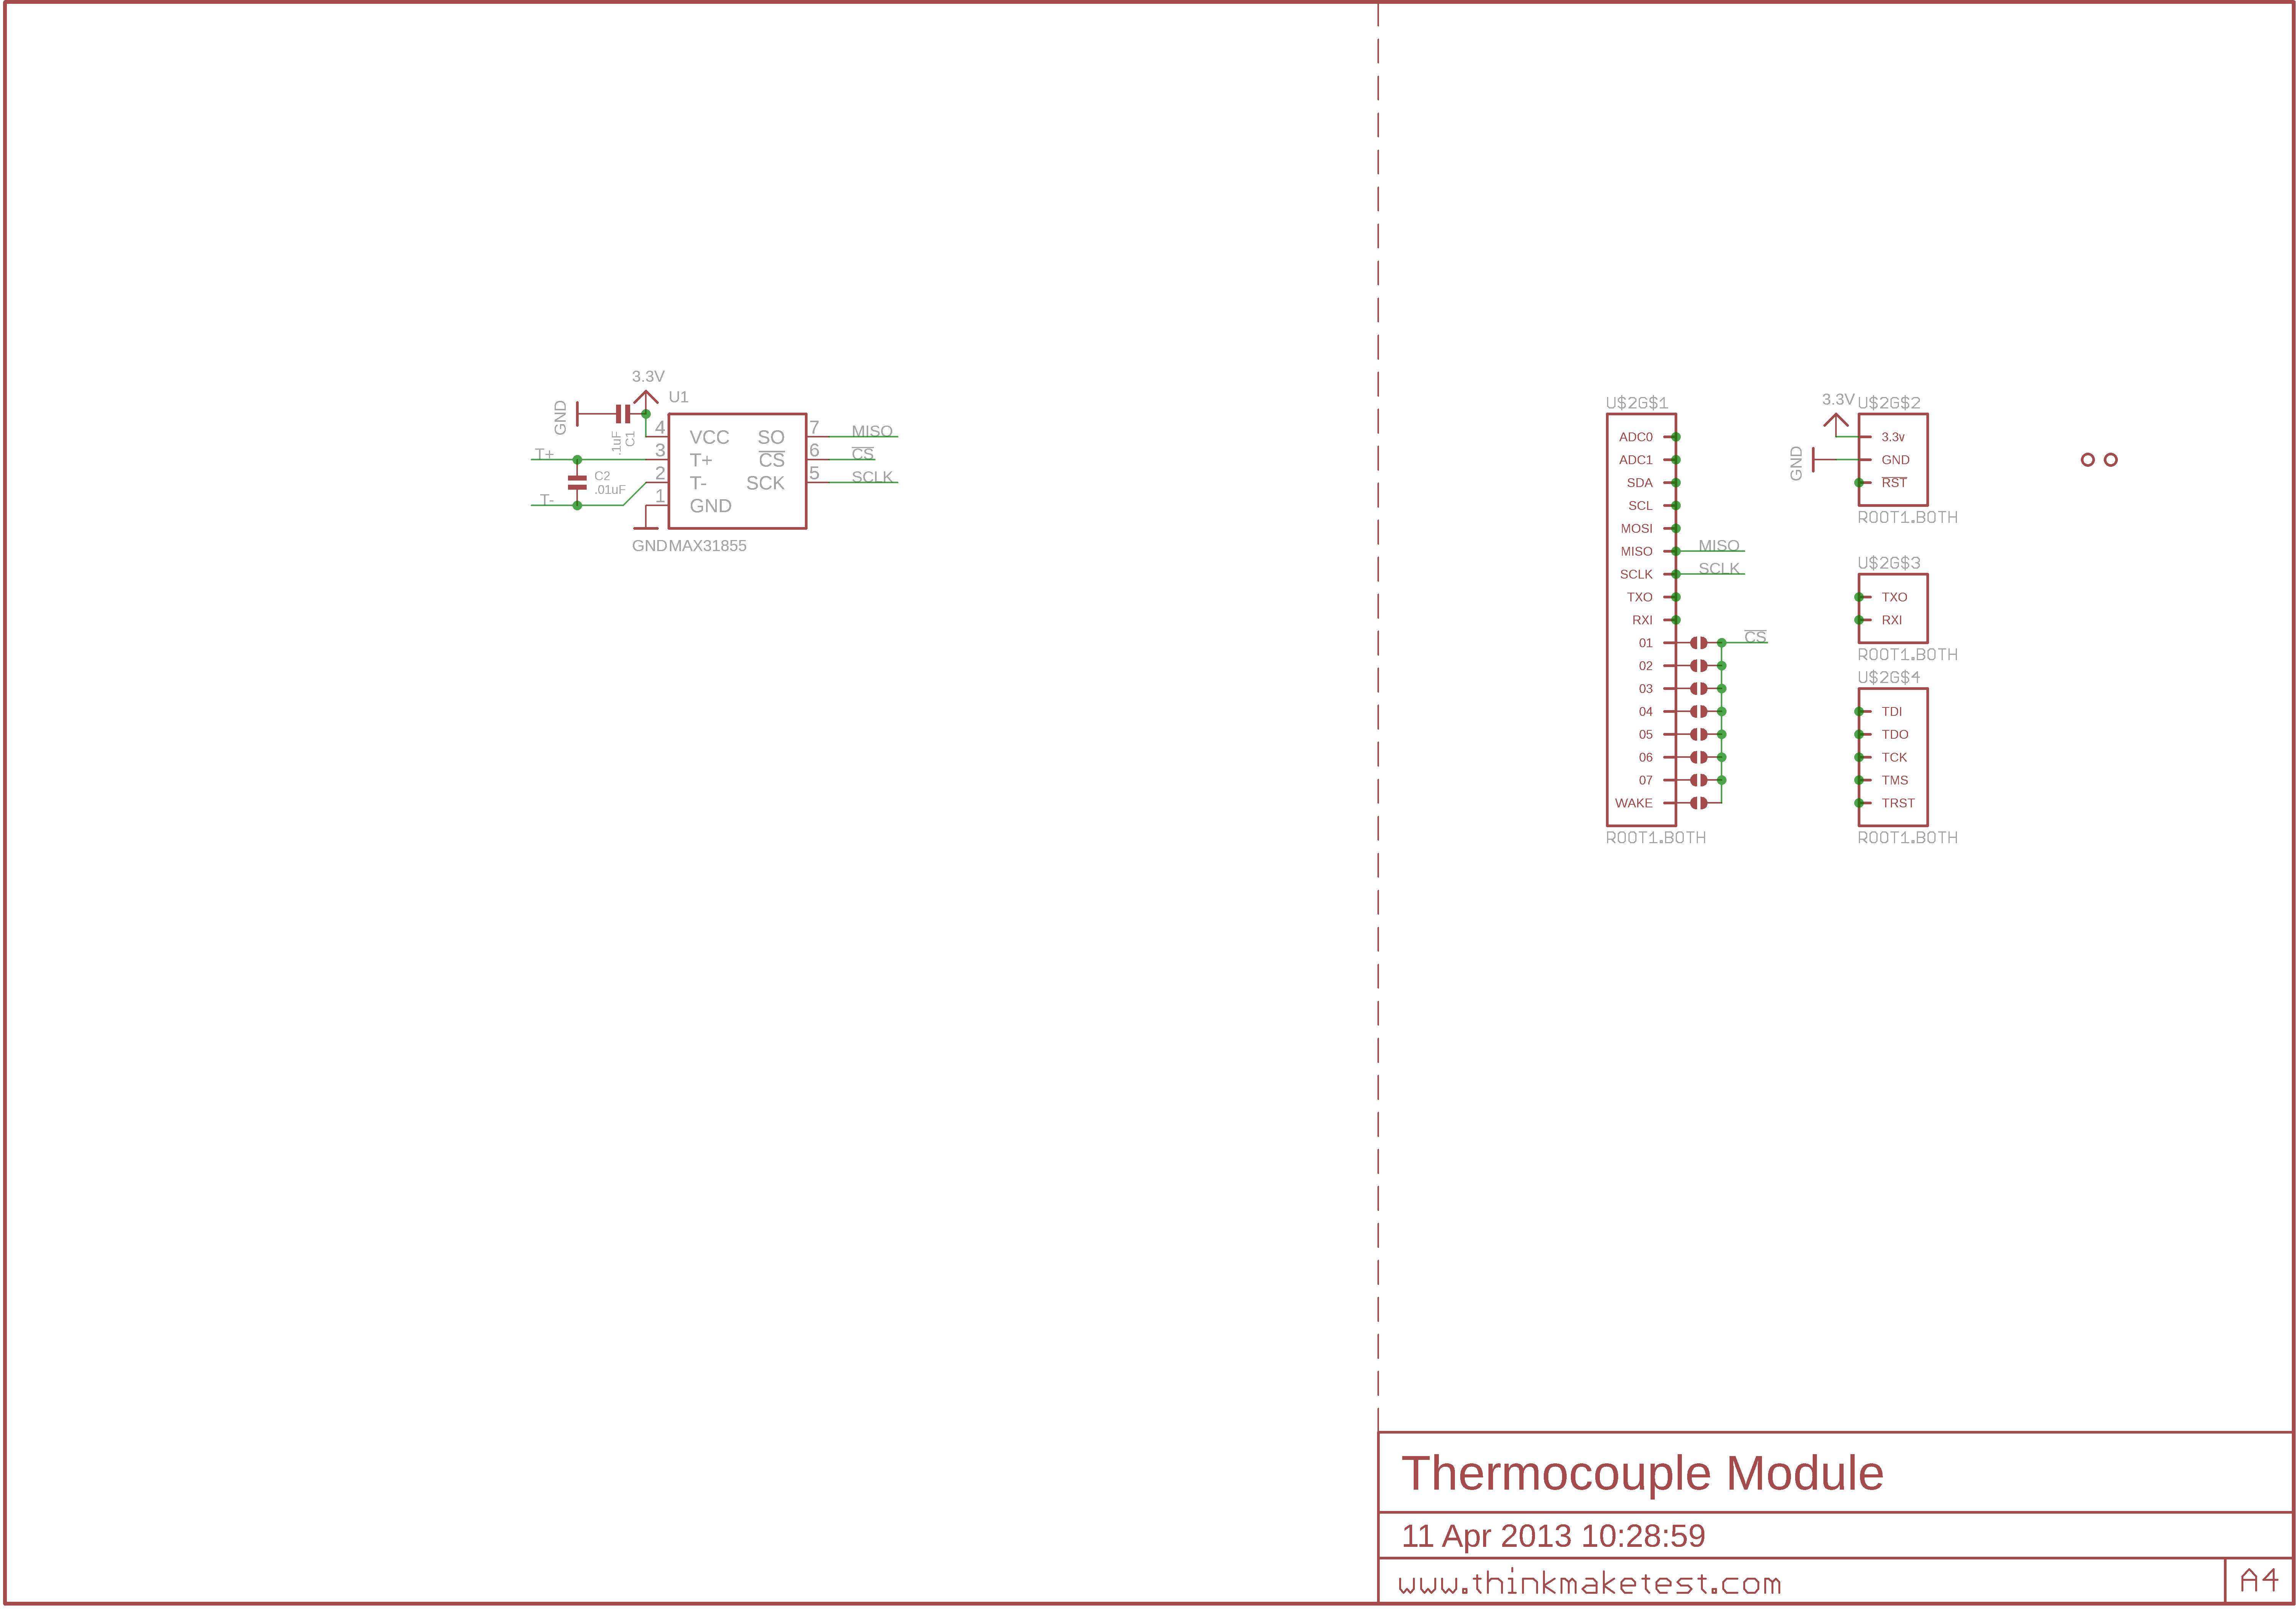 3.3V
U1
GND
.1uF
C1
4 VCC SO 7 MISO
3 T+ CS 6 CS
2 T- SCK 5 SCLK
1 GND
T+
C2
.01uF
T-
GND MAX31855
U$2G$1
ADC0
ADC1
SDA
SCL
MOSI
MISO MISO
SCLK SCLK
TXO
RXI
01 CS
02
03
04
05
06
07
WAKE
ROOT1.BOTH
3.3V U$2G$2
3.3v
GND GND
RST
ROOT1.BOTH
U$2G$3
TXO
RXI
ROOT1.BOTH
U$2G$4
TDI
TDO
TCK
TMS
TRST
ROOT1.BOTH
Thermocouple Module
11 Apr 2013 10:28:59
www.thinkmaketest.com
A4